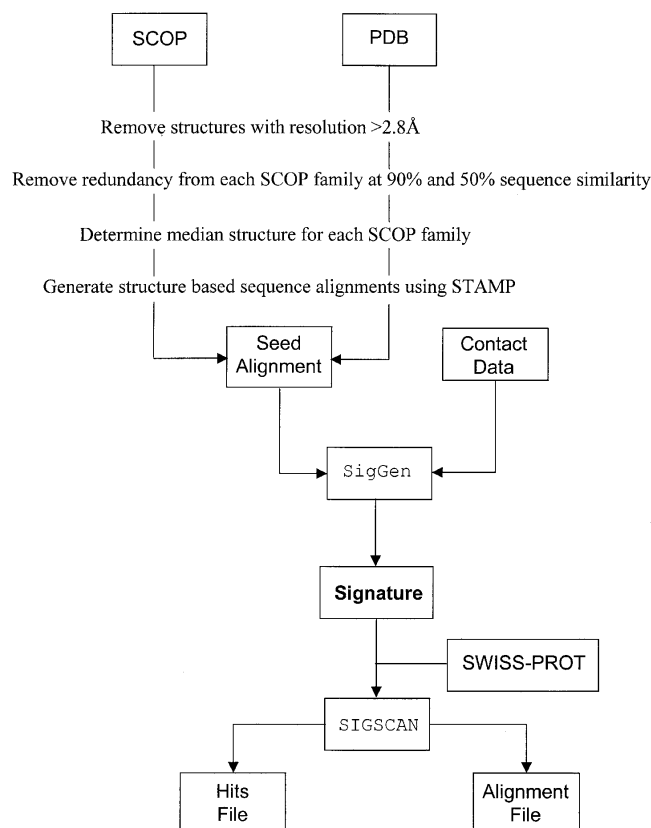 SCOP
PDB
Remove structures with resolution >2.8Å
Remove redundancy from each SCOP family at 90% and 50% sequence similarity
Determine median structure for each SCOP family
Generate structure based sequence alignments using STAMP
Seed
Alignment
Contact
Data
SigGen
Signature
SWISS-PROT
SIGSCAN
Hits
File
Alignment
File